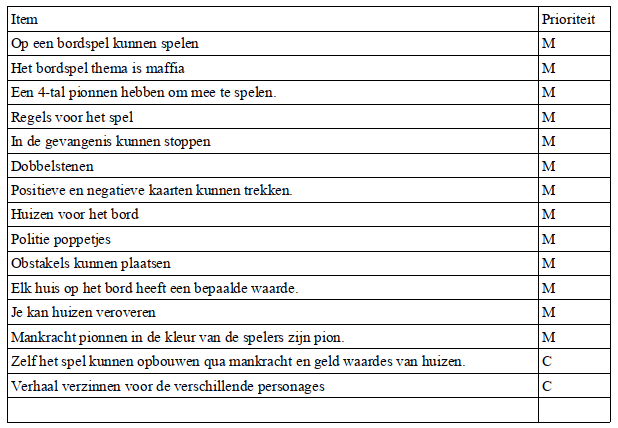 Item Prioriteit
Op een bordspel kunnen spelen M
Het bordspel thema is maffia M
Een 4-tal pionnen hebben om mee te spelen. M
Regels voor het spel M
In de gevangenis kunnen stoppen M
Dobbelstenen M
Positieve en negatieve kaarten kunnen trekken. M
Huizen voor het bord M
Politie poppetjes M
Obstakels kunnen plaatsen M
Elk huis op het bord heeft een bepaalde waarde. M
Je kan huizen veroveren M
Mankracht pionnen in de kleur van de spelers zijn pion. M
Zelf het spel kunnen opbouwen qua mankracht en geld waardes van huizen. C
Verhaal verzinnen voor de verschillende personages C